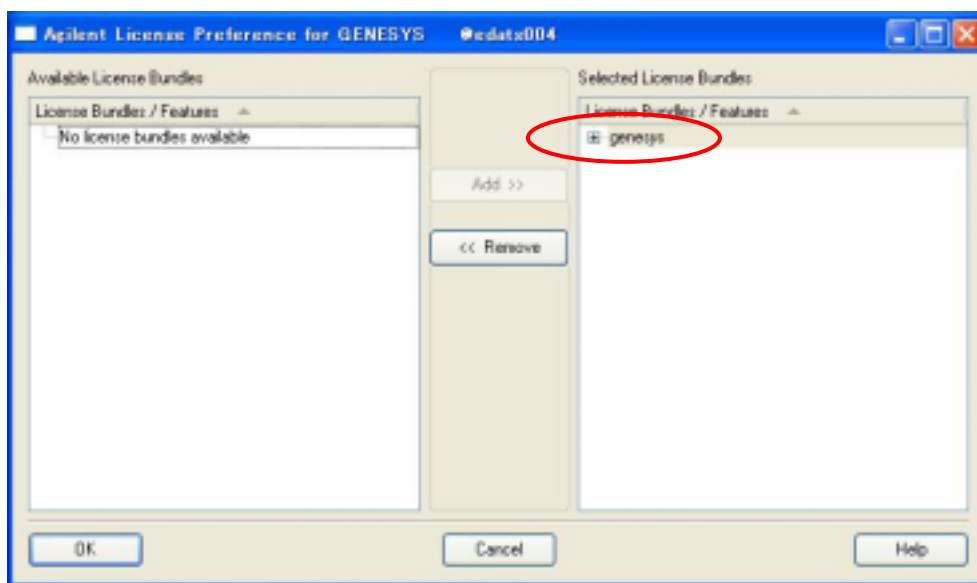 Agilent License Preference for GENESYS @edatx004
Available License Bundles
License Bundles / Features
No license bundles available
Add >>
<< Remove
Selected License Bundles
License Bundles / Features
genesys
OK
Cancel
Help